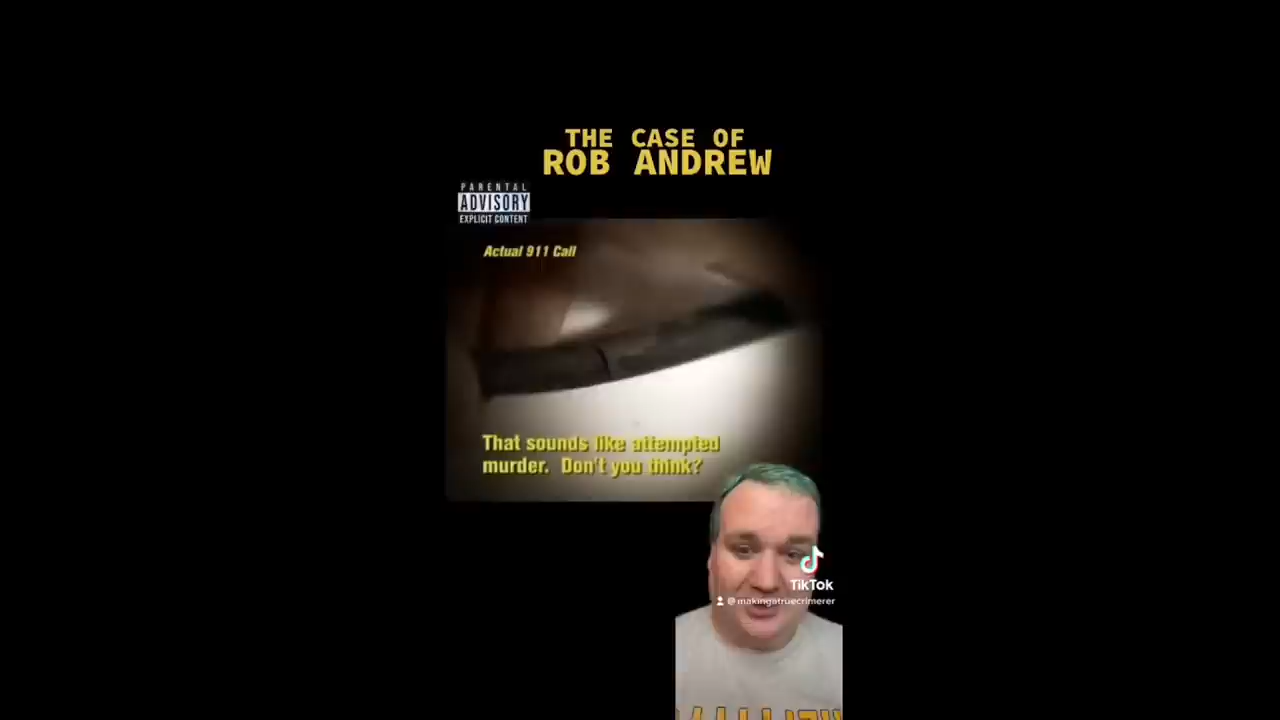 THE CASE OF
ROB ANDREW
PARENTAL
ADVISORY
EXPLICIT CONTENT
Actual 911 Call
That sounds like attempted
murder. Don't you think?
TikTok
@makingatruecrimerer